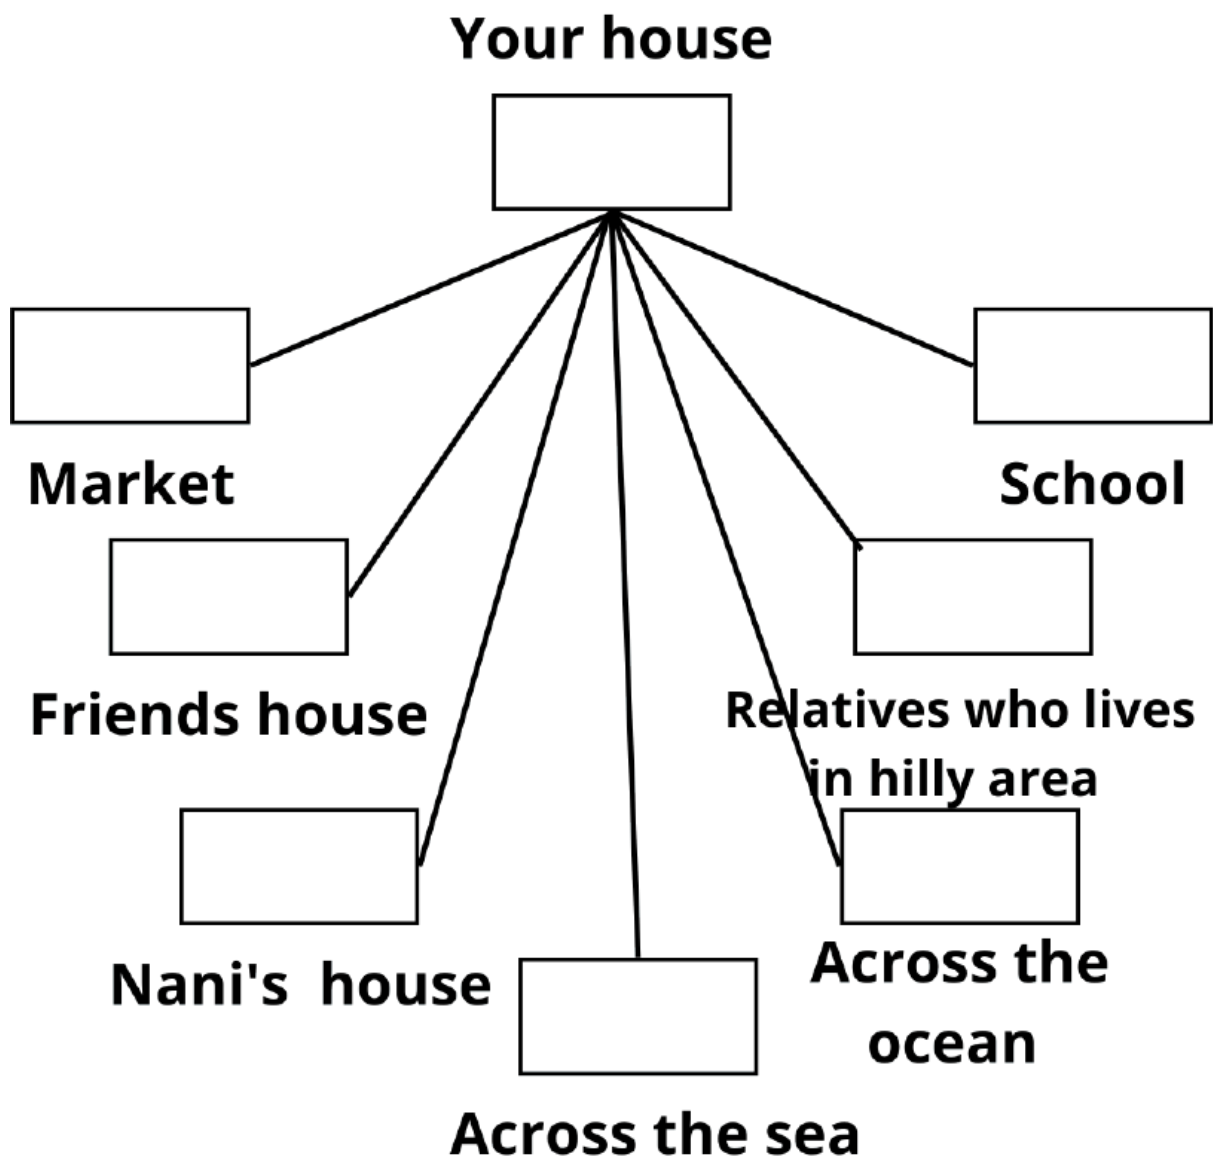 Your house
Market
School
Friends house
Relatives who lives
in hilly area
Nani's house
Across the
ocean
Across the sea